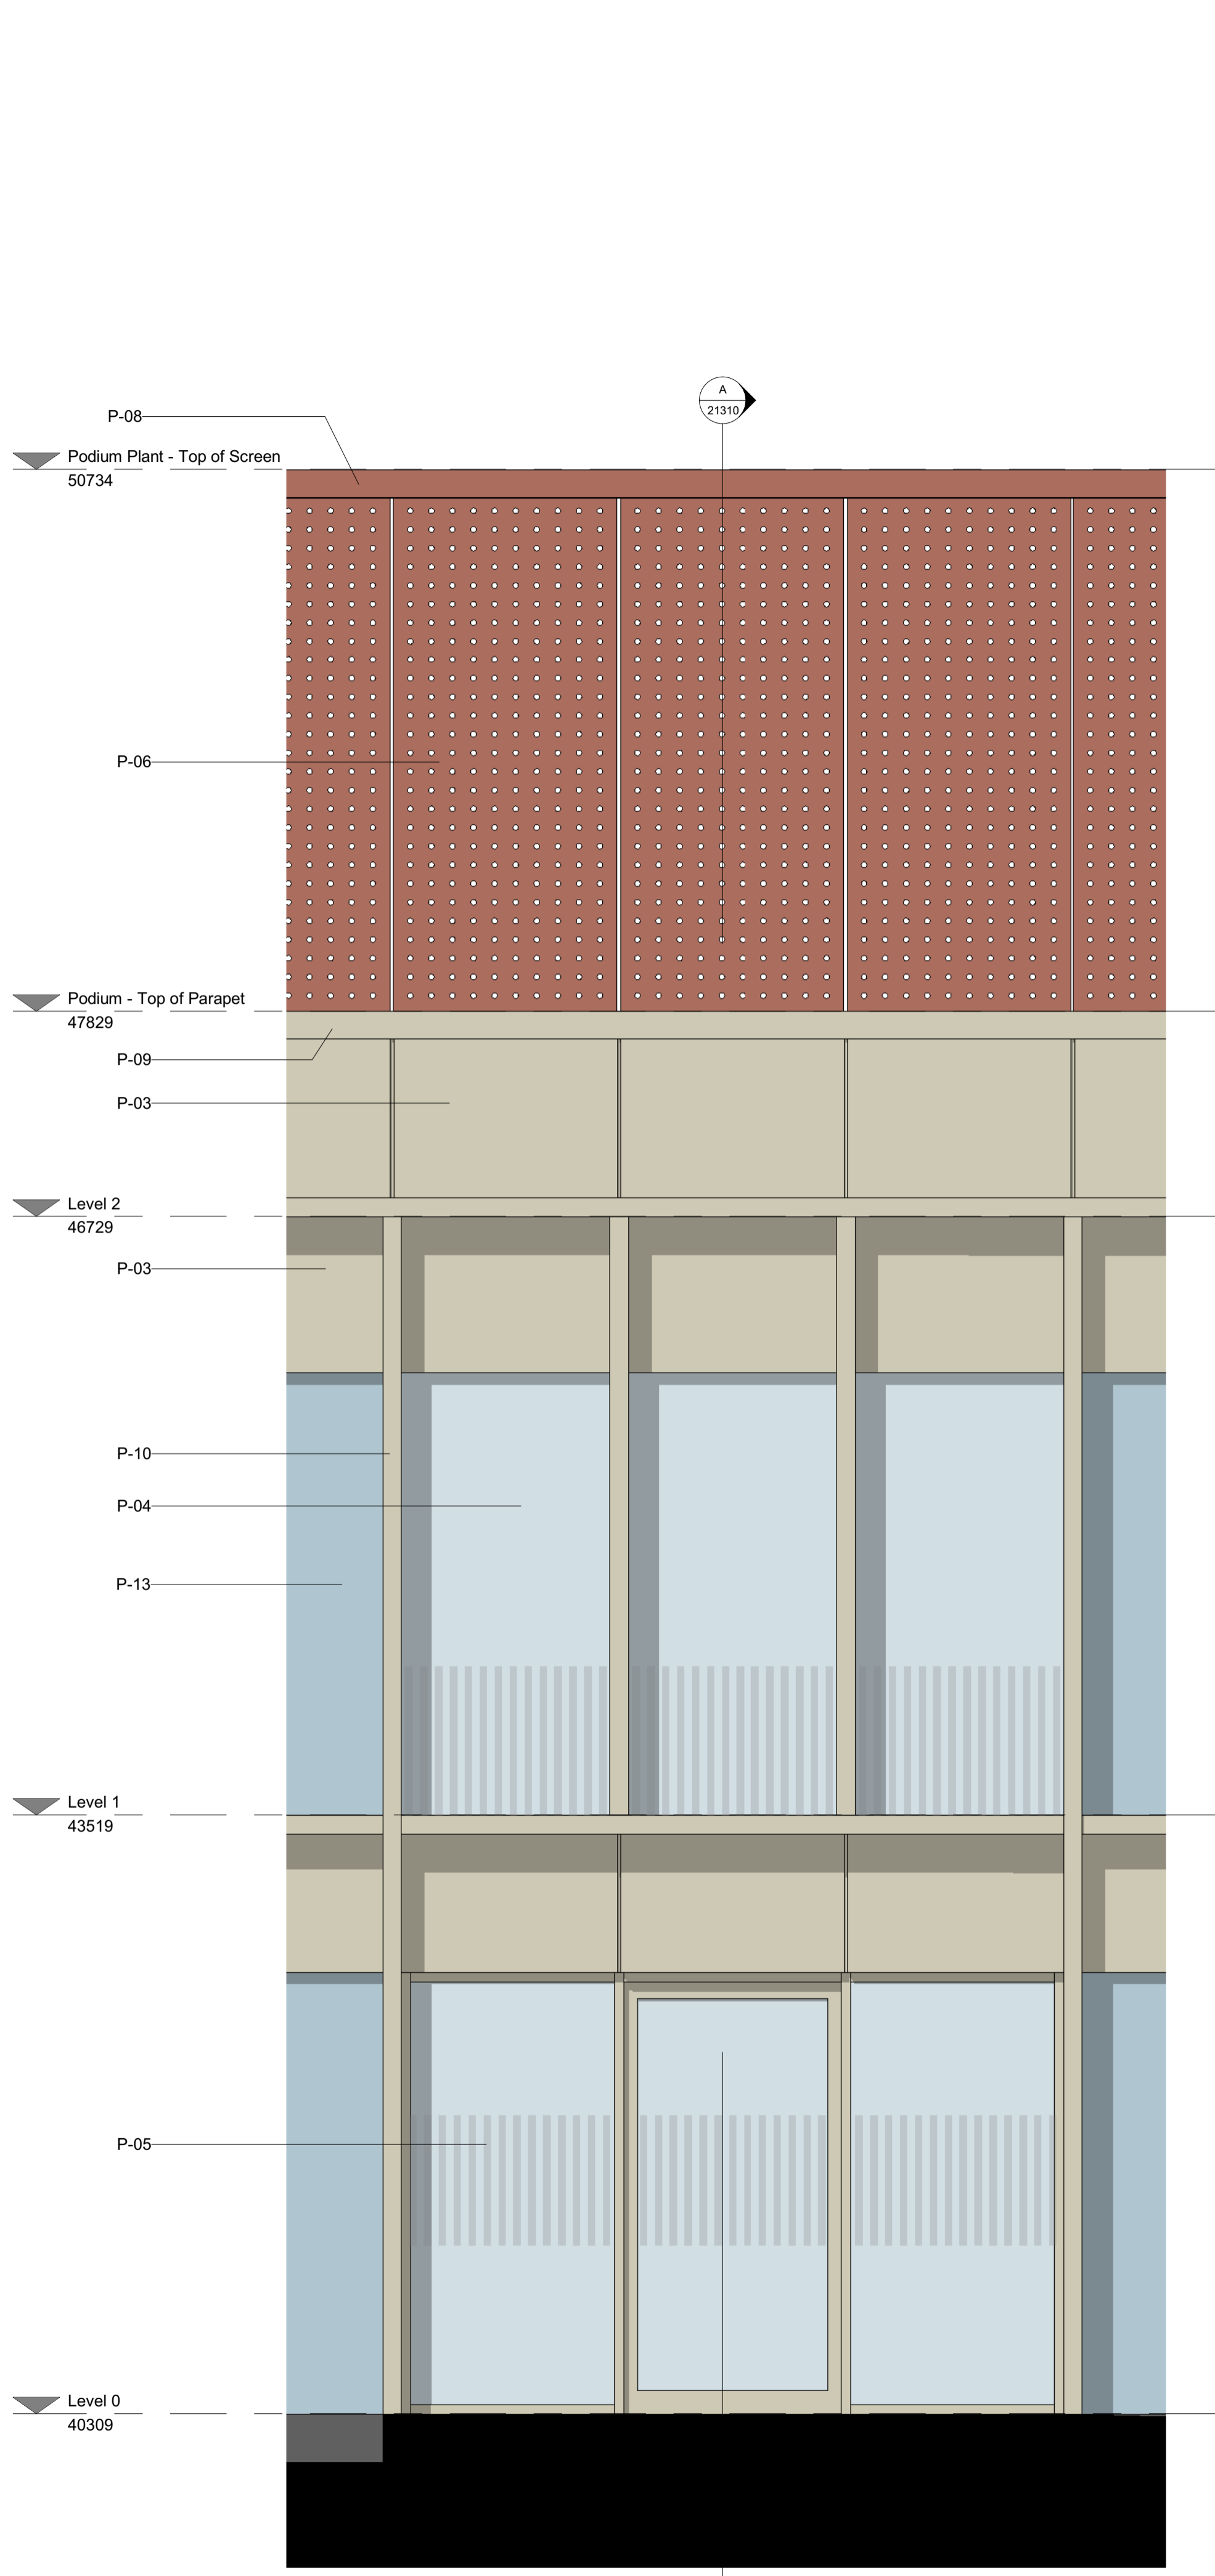 A
21310
P-08
Podium Plant - Top of Screen
50734
P-06
Podium - Top of Parapet
47829
P-09
P-03
Level 2
46729
P-03
P-10
P-04
P-13
Level 1
43519
P-05
Level 0
40309